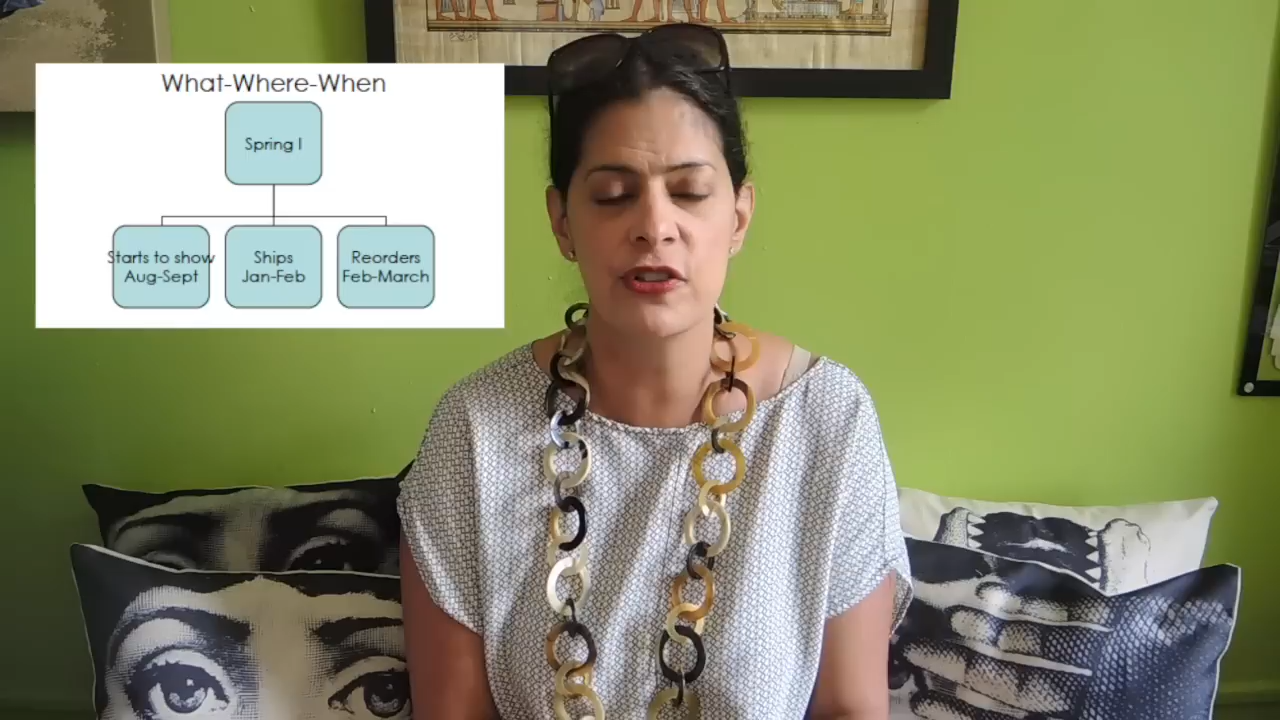 What-Where-When
Spring I
Starts to show
Aug-Sept
Ships
Jan-Feb
Reorders
Feb-March